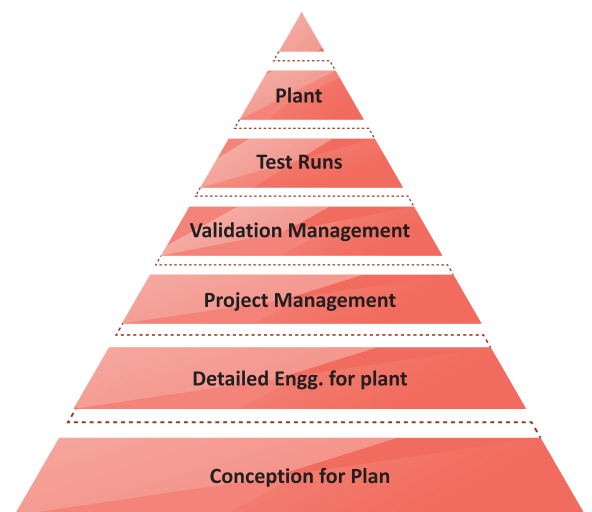 Plant
Test Runs
Validation Management
Project Management
Detailed Engg. for plant
Conception for Plan